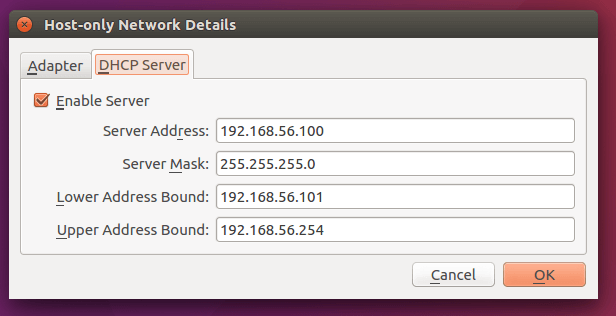 Host-only Network Details
Adapter DHCP Server
Enable Server
Server Address: 192.168.56.100
Server Mask: 255.255.255.0
Lower Address Bound: 192.168.56.101
Upper Address Bound: 192.168.56.254
Cancel OK